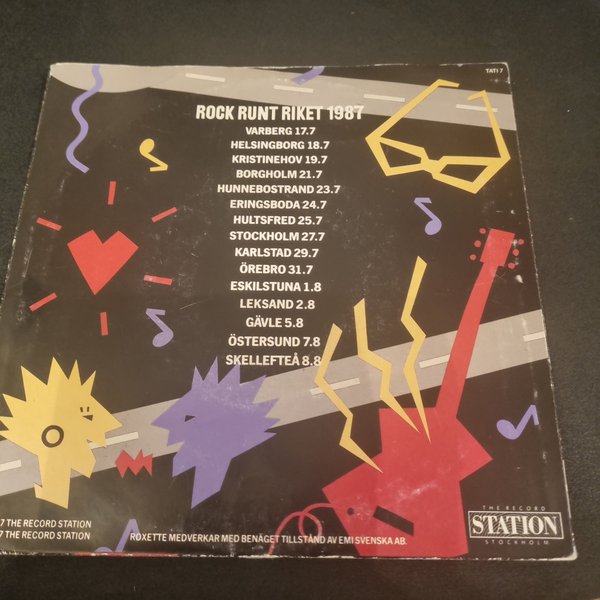 TATI 7
ROCK RUNT RIKET 1987
VARBERG 17.7
HELSINGBORG 18.7
KRISTINEHOV 19.7
BORGHOLM 21.7
HUNNEBOSTRAND 23.7
ERINGSBODA 24.7
HULTSFRED 25.7
STOCKHOLM 27.7
KARLSTAD 29.7
ÖREBRO 31.7
ESKILSTUNA 1.8
LEKSAND 2.8
GÄVLE 5.8
ÖSTERSUND 7.8
SKELLEFTEÅ 8.8
7 THE RECORD STATION
7 THE RECORD STATION
ROXETTE MEDVERKAR MED BENÄGET TILLSTÅND AV EMI SVENSKA AB.
THE RECORD
STATION
STOCKHOLM